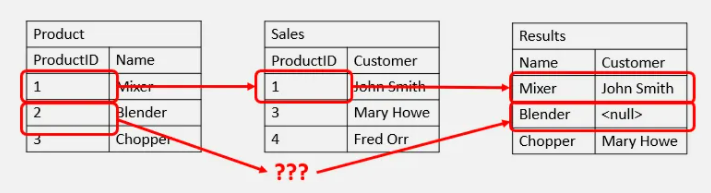 Product
ProductID Name
1 Mixer
2 Blender
3 Chopper
Sales
ProductID Customer
1 John Smith
3 Mary Howe
4 Fred Orr
???
Results
Name Customer
Mixer John Smith
Blender <null>
Chopper Mary Howe